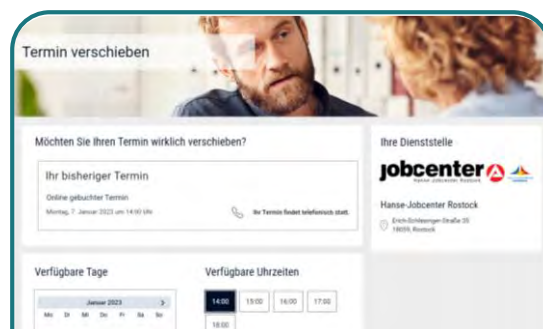 Termin verschieben
Möchten Sie Ihren Termin wirklich verschieben?
Ihr bisheriger Termin
Online gebuchter Termin
Montag, 7. Januar 2023 um 14:00 Uhr
Ihr Termin findet telefonisch statt.
Ihre Dienststelle
jobcenter
Hanse-Jobcenter Rostock
Hanse-Jobcenter Rostock
Erich-Schlesinger-Straße 35
18059, Rostock
Verfügbare Tage
Januar 2023 >
Mo Di Mi Do Fr Sa So
Verfügbare Uhrzeiten
14:00 15:00 16:00 17:00
18:00